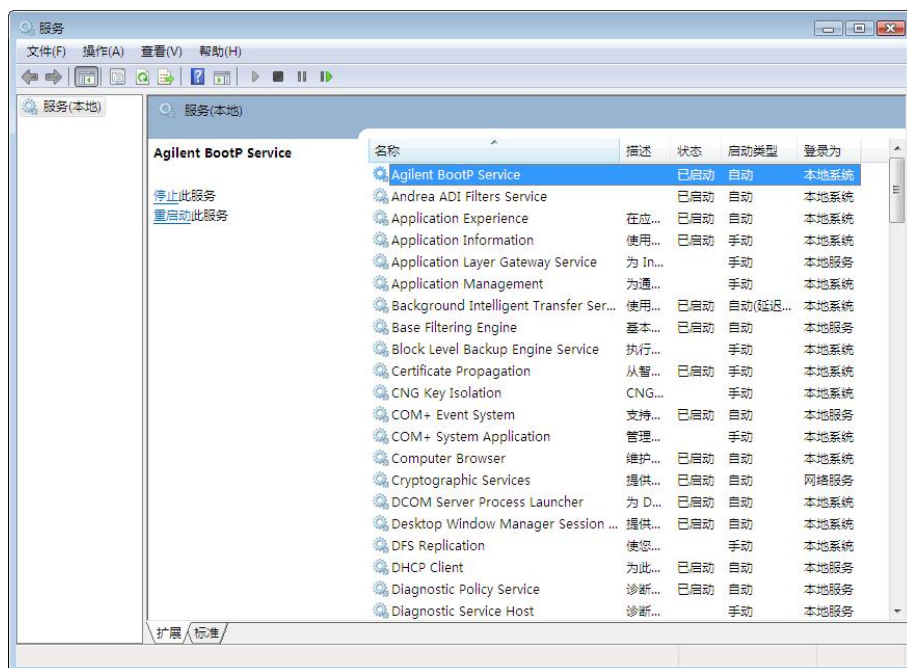 服务
文件(F) 操作(A) 查看(V) 帮助(H)
服务(本地)
服务(本地)
Agilent BootP Service
停止此服务
重启动此服务
名称 描述 状态 启动类型 登录为
Agilent BootP Service 已启动 自动 本地系统
Andrea ADI Filters Service 已启动 自动 本地系统
Application Experience 在应... 已启动 自动 本地系统
Application Information 使用... 已启动 手动 本地系统
Application Layer Gateway Service 为 In... 手动 本地服务
Application Management 为通... 手动 本地系统
Background Intelligent Transfer Ser... 使用... 已启动 自动(延迟... 本地系统
Base Filtering Engine 基本... 已启动 自动 本地服务
Block Level Backup Engine Service 执行... 手动 本地系统
Certificate Propagation 从智... 已启动 手动 本地系统
CNG Key Isolation CNG... 手动 本地系统
COM+ Event System 支持... 已启动 自动 本地服务
COM+ System Application 管理... 手动 本地系统
Computer Browser 维护... 已启动 自动 本地系统
Cryptographic Services 提供... 已启动 自动 网络服务
DCOM Server Process Launcher 为 D... 已启动 自动 本地系统
Desktop Window Manager Session ... 提供... 已启动 自动 本地系统
DFS Replication 使您... 手动 本地系统
DHCP Client 为此... 已启动 自动 本地服务
Diagnostic Policy Service 诊断... 已启动 自动 本地服务
Diagnostic Service Host 诊断... 手动 本地服务
扩展 标准